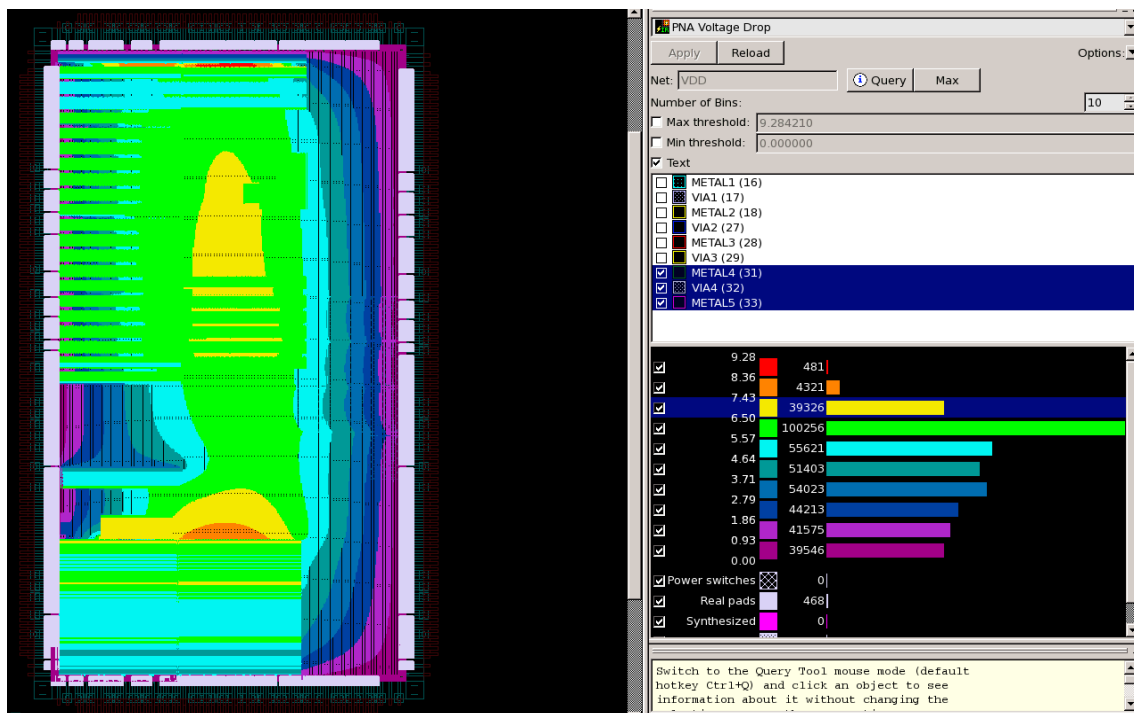 PNA Voltage Drop
Apply Reload Options:
Net: VDD Query Max
Number of Bins: 10
Max threshold: 9.284210
Min threshold: 0.000000
Text
METAL1 (16)
VIA1 (17)
METAL2 (18)
VIA2 (27)
METAL3 (28)
VIA3 (29)
METAL4 (31)
VIA4 (32)
METAL5 (33)
9.28
481
8.36
4321
7.43
39326
6.50
100256
5.57
55621
4.64
51403
3.71
54023
2.79
44213
1.86
41575
0.93
39546
0.00
Power switches 0
Real pads 468
Synthesized 0
Switch to the Query Tool mouse mode (default
hotkey Ctrl+Q) and click an object to see
information about it without changing the